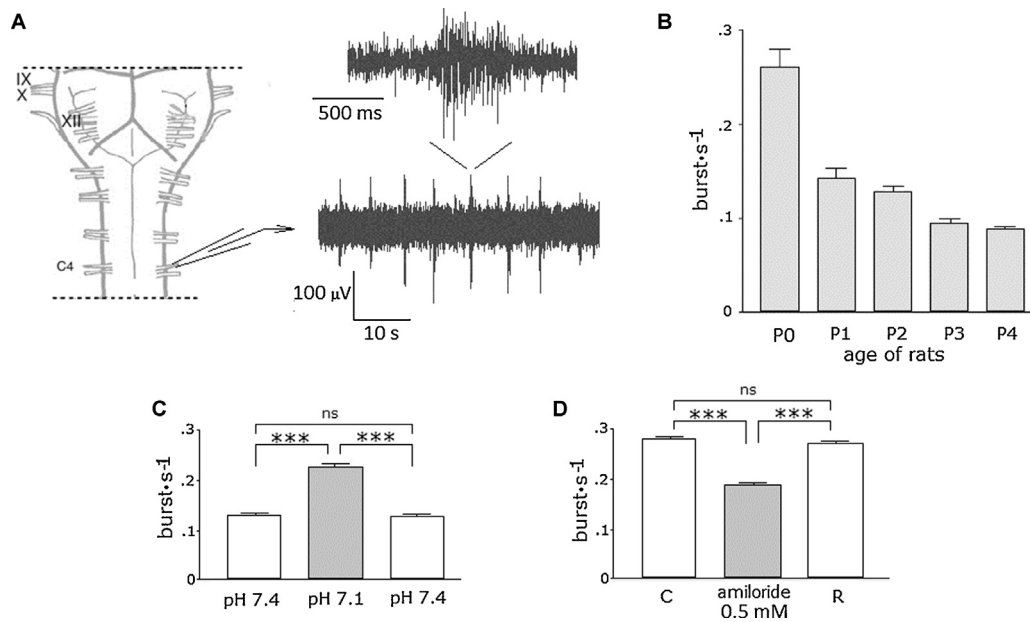 A
IX
X
XII
C4
500 ms
100 µV
10 s
B
.3
.2
.1
0
burst·s-1
P0 P1 P2 P3 P4
age of rats
C
ns
*** ***
.3
.2
.1
0
burst·s-1
pH 7.4 pH 7.1 pH 7.4
D
ns
*** ***
.3
.2
.1
0
burst·s-1
C amiloride R
0.5 mM